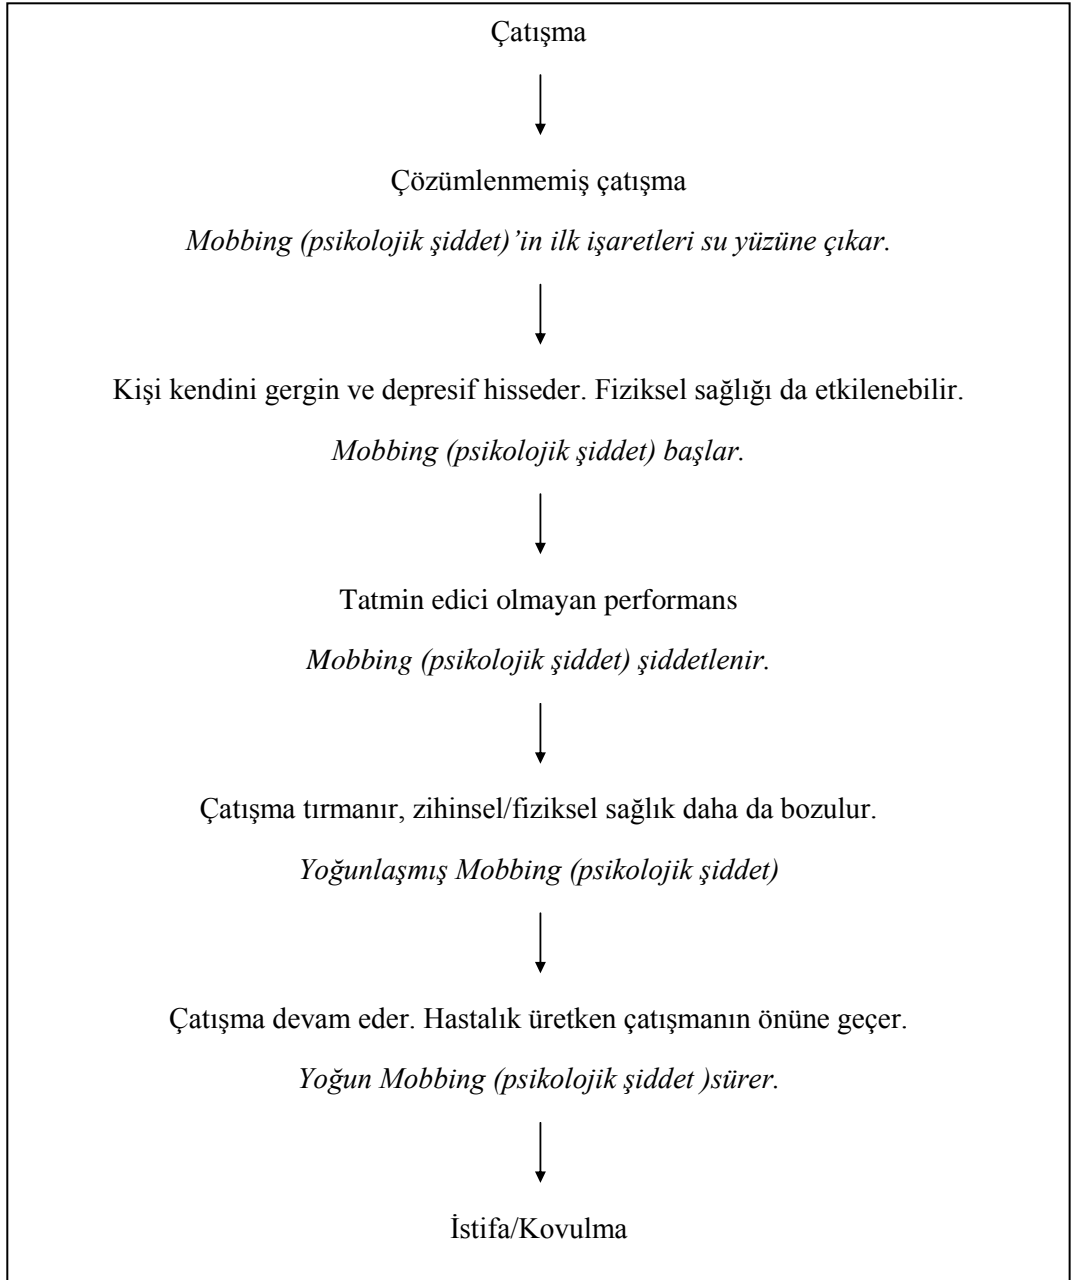 Çatışma
Çözümlenmemiş çatışma
Mobbing (psikolojik şiddet)’in ilk işaretleri su yüzüne çıkar.
Kişi kendini gergin ve depresif hisseder. Fiziksel sağlığı da etkilenebilir.
Mobbing (psikolojik şiddet) başlar.
Tatmin edici olmayan performans
Mobbing (psikolojik şiddet) şiddetlenir.
Çatışma tırmanır, zihinsel/fiziksel sağlık daha da bozulur.
Yoğunlaşmış Mobbing (psikolojik şiddet)
Çatışma devam eder. Hastalık üretken çatışmanın önüne geçer.
Yoğun Mobbing (psikolojik şiddet )sürer.
İstifa/Kovulma